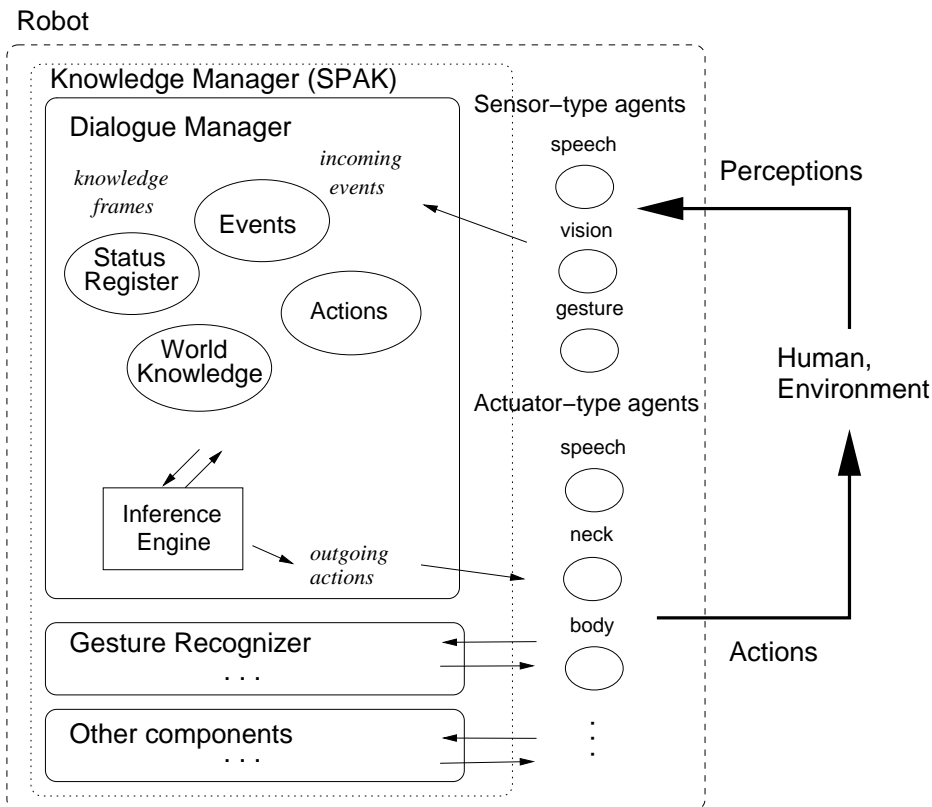 Robot
Knowledge Manager (SPAK)
Dialogue Manager
knowledge
frames
incoming
events
Events
Status
Register
Actions
World
Knowledge
Inference
Engine
outgoing
actions
Gesture Recognizer
. . .
Other components
. . .
Sensor−type agents
speech
vision
gesture
Actuator−type agents
speech
neck
body
. . .
Perceptions
Human,
Environment
Actions